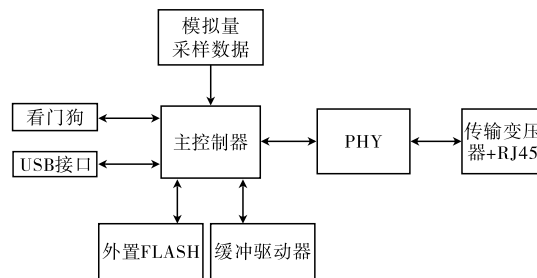 模拟量
采样数据
看门狗
主控制器
PHY
传输变压
器+RJ45
USB接口
外置FLASH
缓冲驱动器